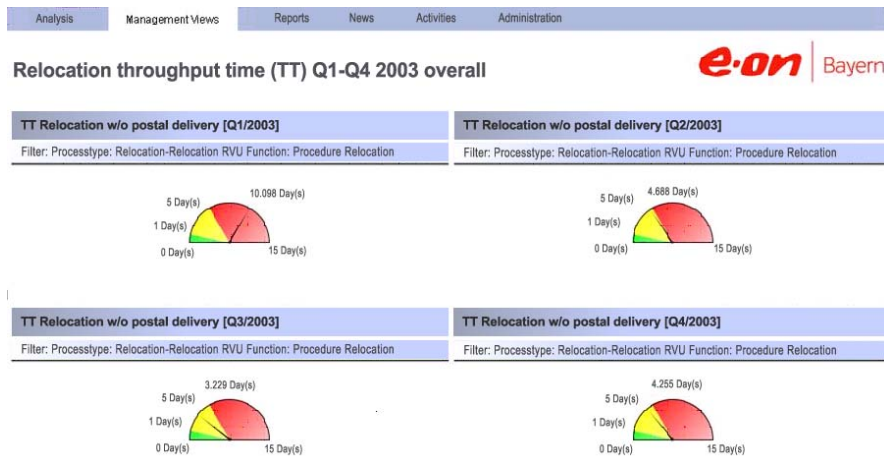 Analysis Management Views Reports News Activities Administration
Relocation throughput time (TT) Q1-Q4 2003 overall
e·on Bayern
TT Relocation w/o postal delivery [Q1/2003]
Filter: Processtype: Relocation-Relocation RVU Function: Procedure Relocation
10.098 Day(s)
5 Day(s)
1 Day(s)
0 Day(s)
15 Day(s)
TT Relocation w/o postal delivery [Q2/2003]
Filter: Processtype: Relocation-Relocation RVU Function: Procedure Relocation
4.688 Day(s)
5 Day(s)
1 Day(s)
0 Day(s)
15 Day(s)
TT Relocation w/o postal delivery [Q3/2003]
Filter: Processtype: Relocation-Relocation RVU Function: Procedure Relocation
3.229 Day(s)
5 Day(s)
1 Day(s)
0 Day(s)
15 Day(s)
TT Relocation w/o postal delivery [Q4/2003]
Filter: Processtype: Relocation-Relocation RVU Function: Procedure Relocation
4.255 Day(s)
5 Day(s)
1 Day(s)
0 Day(s)
15 Day(s)